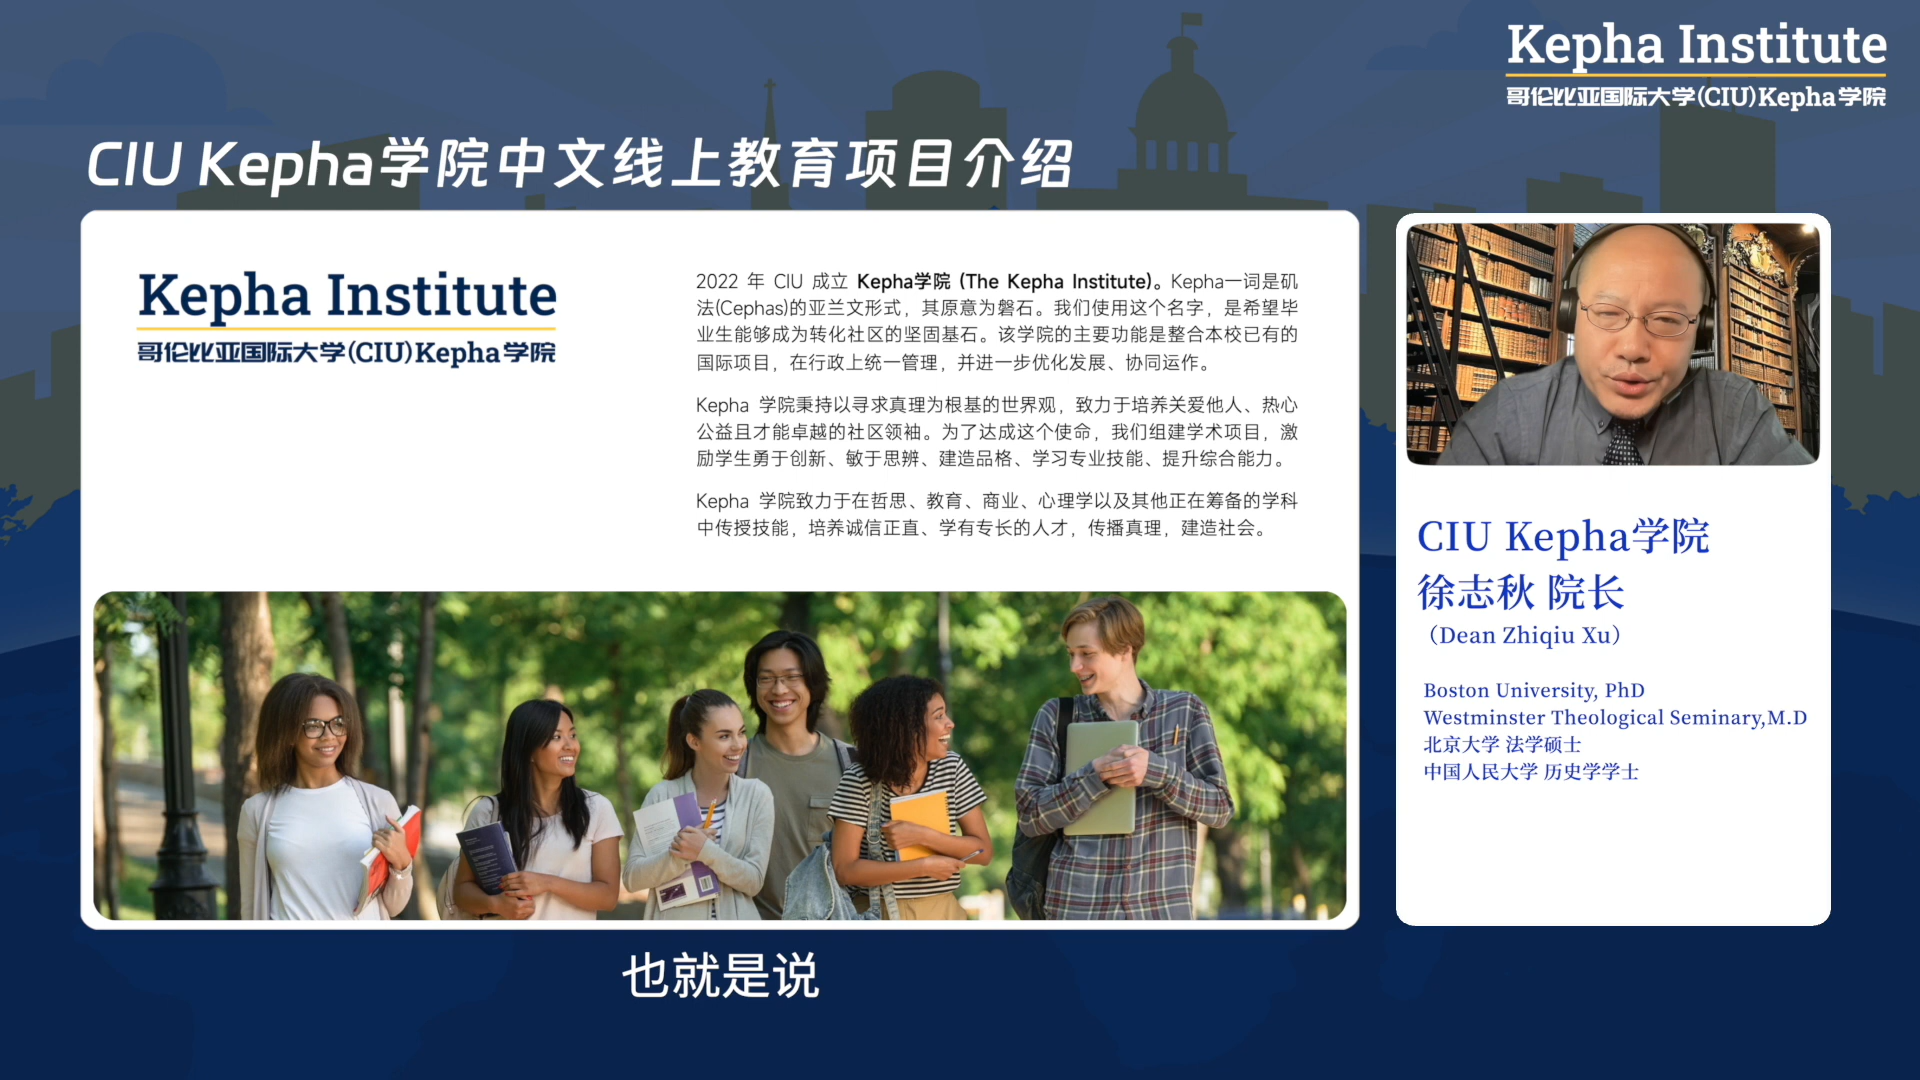 Kepha Institute
哥伦比亚国际大学(CIU)Kepha学院
CIU Kepha学院中文线上教育项目介绍
Kepha Institute
哥伦比亚国际大学(CIU)Kepha学院
2022 年 CIU 成立 Kepha学院 (The Kepha Institute)。Kepha一词是矶
法(Cephas)的亚兰文形式，其原意为磐石。我们使用这个名字，是希望毕
业生能够成为转化社区的坚固基石。该学院的主要功能是整合本校已有的
国际项目，在行政上统一管理，并进一步优化发展、协同运作。
Kepha 学院秉持以寻求真理为根基的世界观，致力于培养关爱他人、热心
公益且才能卓越的社区领袖。为了达成这个使命，我们组建学术项目，激
励学生勇于创新、敏于思辨、建造品格、学习专业技能、提升综合能力。
Kepha 学院致力于在哲思、教育、商业、心理学以及其他正在筹备的学科
中传授技能，培养诚信正直、学有专长的人才，传播真理，建造社会。
CIU Kepha学院
徐志秋 院长
（Dean Zhiqiu Xu）
Boston University, PhD
Westminster Theological Seminary,M.D
北京大学 法学硕士
中国人民大学 历史学学士
也就是说